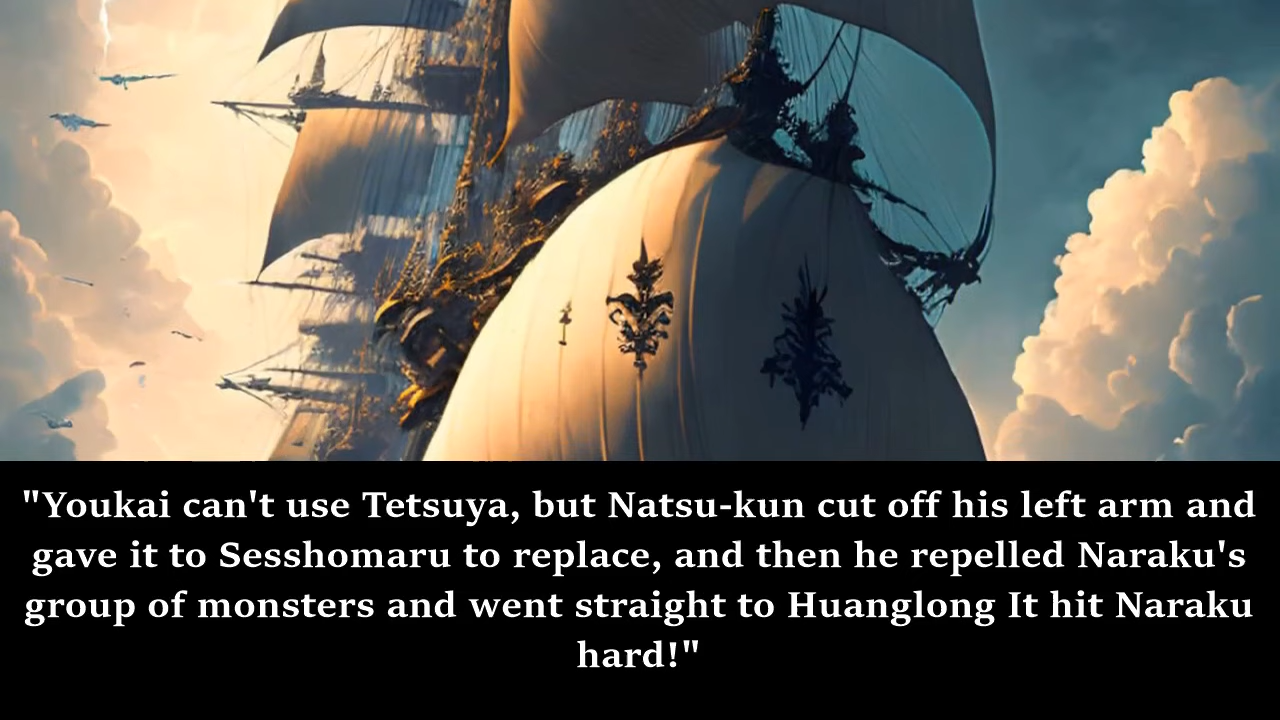 "Youkai can't use Tetsuya, but Natsu-kun cut off his left arm and
gave it to Sesshomaru to replace, and then he repelled Naraku's
group of monsters and went straight to Huanglong It hit Naraku
hard!"